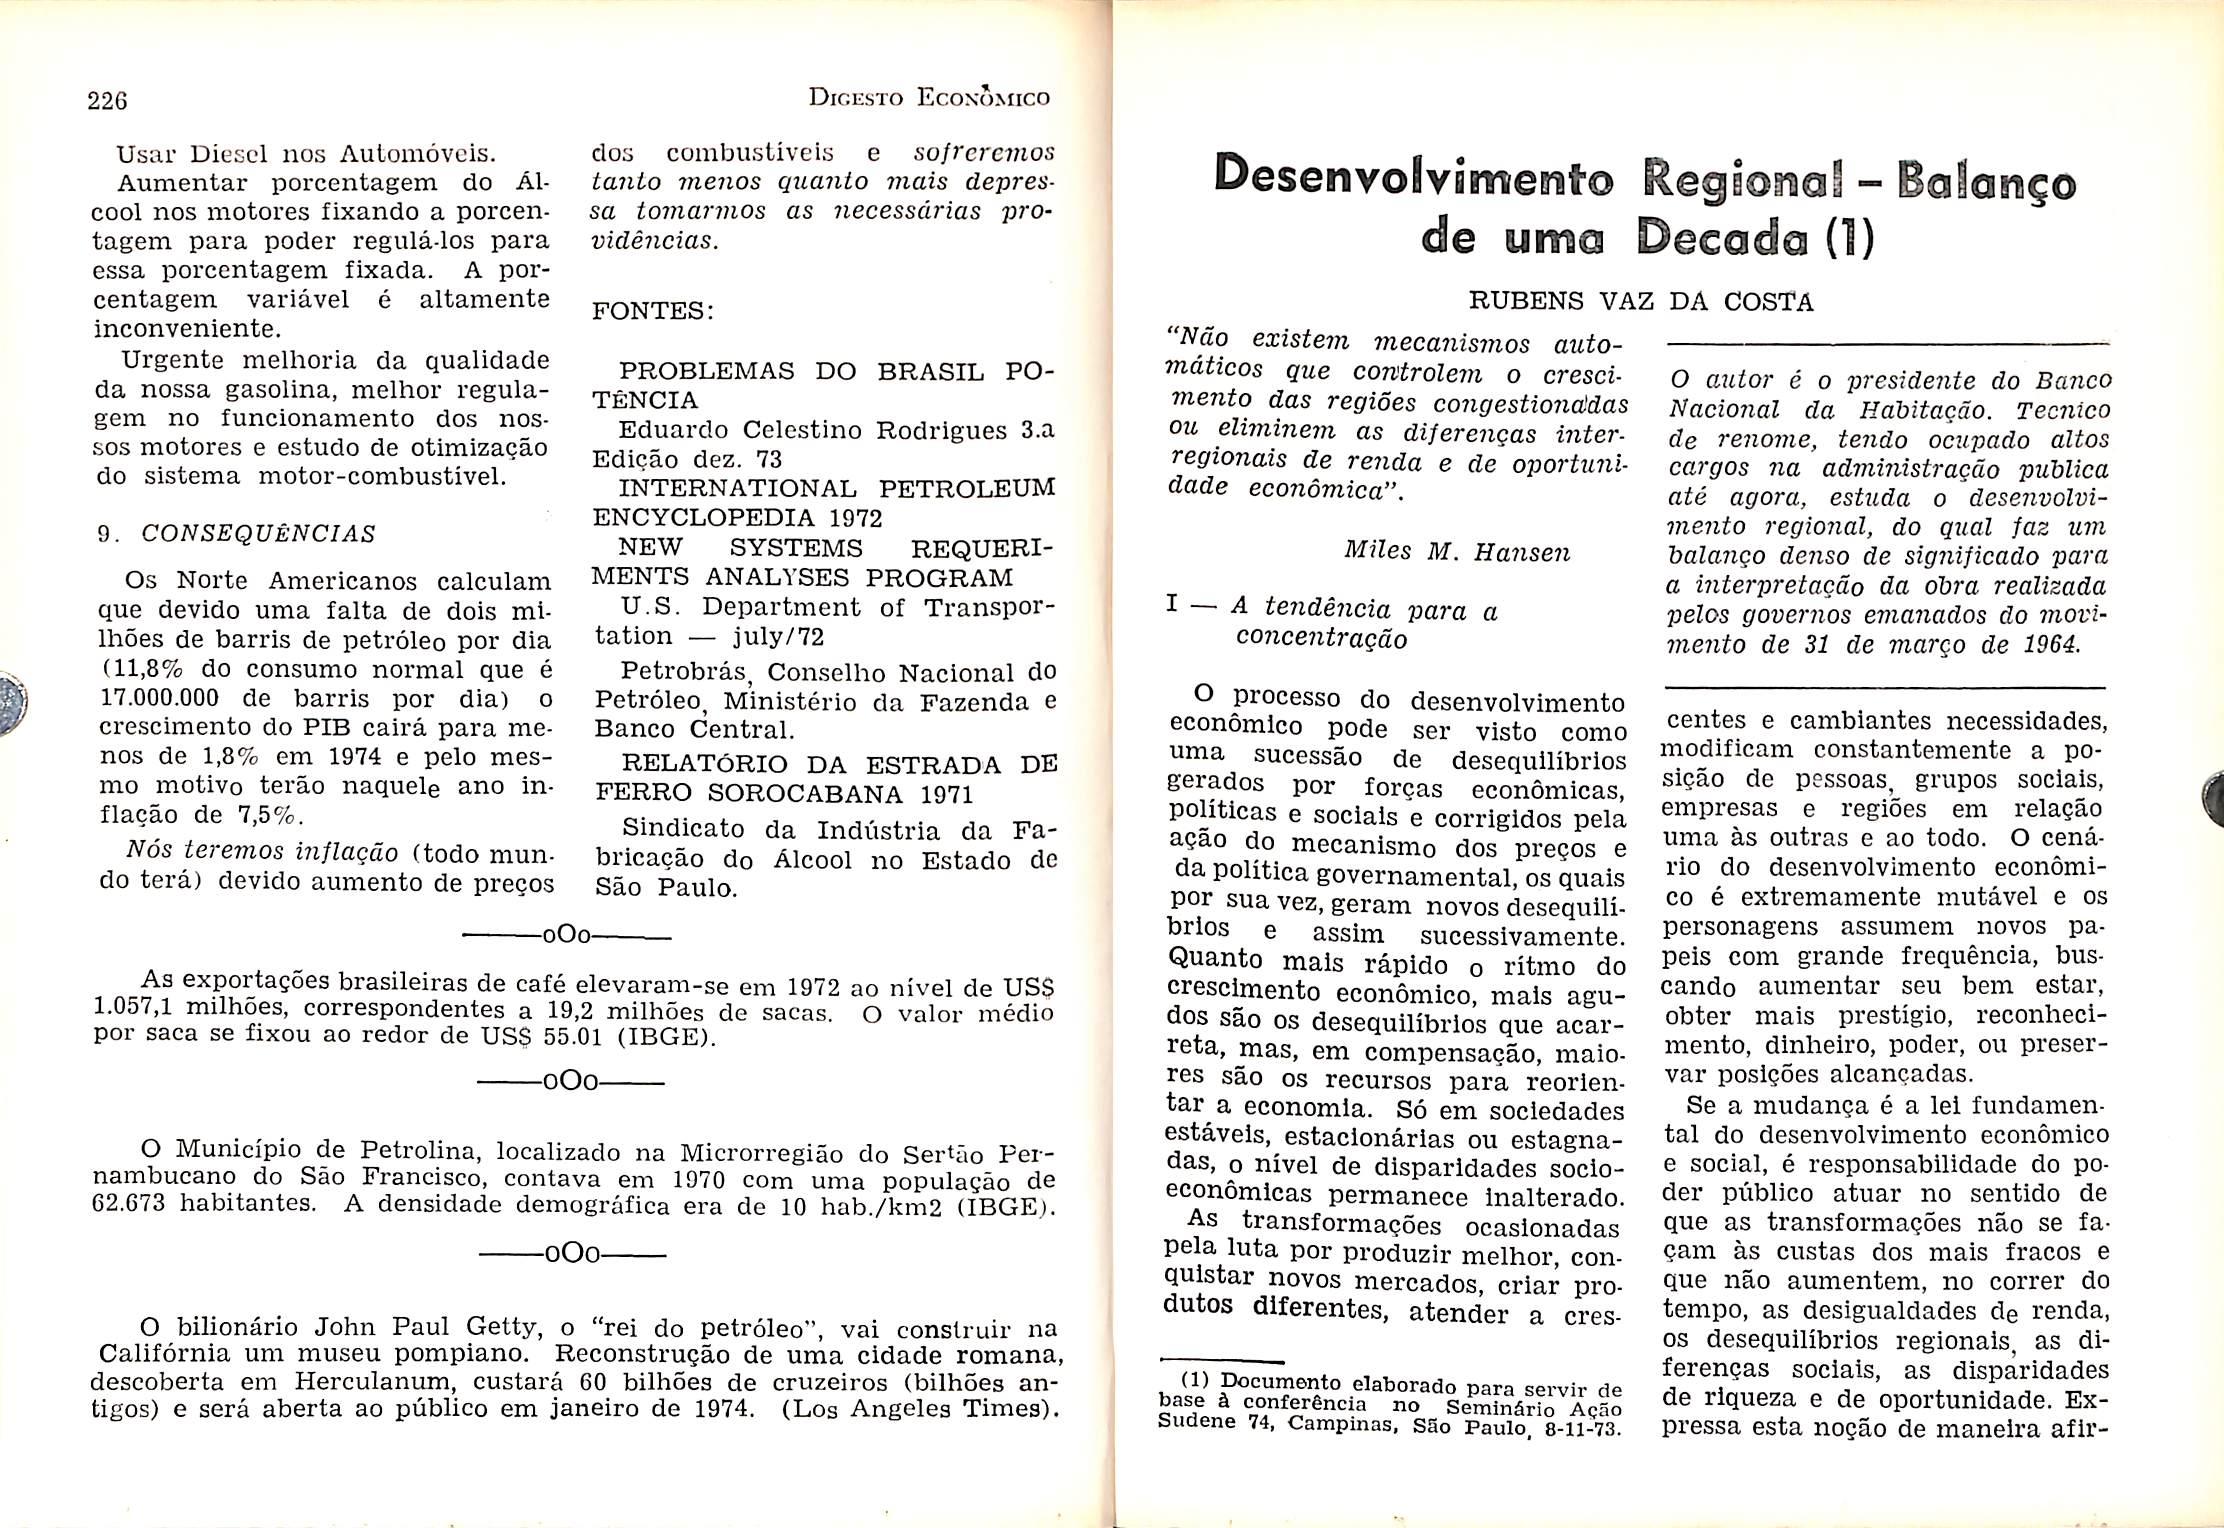 226
DIGESTO ECONÔMICO
Usar Diesel nos Automóveis.
Aumentar porcentagem do Ál-
cool nos motores fixando a porcen-
tagem para poder regulá-los para
essa porcentagem fixada. A por-
centagem variável é altamente
inconveniente.
Urgente melhoria da qualidade
da nossa gasolina, melhor regula-
gem no funcionamento dos nos-
sos motores e estudo de otimização
do sistema motor-combustível.
9. CONSEQUÊNCIAS
Os Norte Americanos calculam
que devido uma falta de dois mi-
lhões de barris de petróleo por dia
(11,8% do consumo normal que é
17.000.000 de barris por dia) o
crescimento do PIB cairá para me-
nos de 1,8% em 1974 e pelo mes-
mo motivo terão naquele ano in-
flação de 7,5%.
Nós teremos inflação (todo mun-
do terá) devido aumento de preços
dos combustíveis e sofreremos
tanto menos quanto mais depres-
sa tomarmos as necessárias pro-
vidências.
FONTES:
PROBLEMAS DO BRASIL PO-
TÊNCIA
Eduardo Celestino Rodrigues 3.a
Edição dez. 73
INTERNATIONAL PETROLEUM
ENCYCLOPEDIA 1972
NEW SYSTEMS REQUERI-
MENTS ANALYSES PROGRAM
U.S. Department of Transpor-
tation — july/72
Petrobrás, Conselho Nacional do
Petróleo, Ministério da Fazenda e
Banco Central.
RELATÓRIO DA ESTRADA DE
FERRO SOROCABANA 1971
Sindicato da Indústria da Fa-
bricação do Álcool no Estado de
São Paulo.
———oOo———
As exportações brasileiras de café elevaram-se em 1972 ao nível de US$
1.057,1 milhões, correspondentes a 19,2 milhões de sacas. O valor médio
por saca se fixou ao redor de US$ 55.01 (IBGE).
———oOo———
O Município de Petrolina, localizado na Microrregião do Sertão Per-
nambucano do São Francisco, contava em 1970 com uma população de
62.673 habitantes. A densidade demográfica era de 10 hab./km2 (IBGE).
———oOo———
O bilionário John Paul Getty, o “rei do petróleo”, vai construir na
Califórnia um museu pompiano. Reconstrução de uma cidade romana,
descoberta em Herculanum, custará 60 bilhões de cruzeiros (bilhões an-
tigos) e será aberta ao público em janeiro de 1974. (Los Angeles Times).
Desenvolvimento Regional – Balanço
de uma Decada (1)
RUBENS VAZ DA COSTA
“Não existem mecanismos auto-
máticos que controlem o cresci-
mento das regiões congestionadas
ou eliminem as diferenças inter-
regionais de renda e de oportuni-
dade econômica”.
Miles M. Hansen
I — A tendência para a
concentração
O processo do desenvolvimento
econômico pode ser visto como
uma sucessão de desequilíbrios
gerados por forças econômicas,
políticas e sociais e corrigidos pela
ação do mecanismo dos preços e
da política governamental, os quais
por sua vez, geram novos desequilí-
brios e assim sucessivamente.
Quanto mais rápido o rítmo do
crescimento econômico, mais agu-
dos são os desequilíbrios que acar-
reta, mas, em compensação, maio-
res são os recursos para reorien-
tar a economia. Só em sociedades
estáveis, estacionárias ou estagna-
das, o nível de disparidades socio-
econômicas permanece inalterado.
As transformações ocasionadas
pela luta por produzir melhor, con-
quistar novos mercados, criar pro-
dutos diferentes, atender a cres-
(1) Documento elaborado para servir de
base à conferência no Seminário Ação
Sudene 74, Campinas, São Paulo, 8-11-73.
O autor é o presidente do Banco
Nacional da Habitação. Tecnico
de renome, tendo ocupado altos
cargos na administração publica
até agora, estuda o desenvolvi-
mento regional, do qual faz um
balanço denso de significado para
a interpretação da obra realizada
pelos governos emanados do movi-
mento de 31 de março de 1964.
centes e cambiantes necessidades,
modificam constantemente a po-
sição de pessoas, grupos sociais,
empresas e regiões em relação
uma às outras e ao todo. O cená-
rio do desenvolvimento econômi-
co é extremamente mutável e os
personagens assumem novos pa-
peis com grande frequência, bus-
cando aumentar seu bem estar,
obter mais prestígio, reconheci-
mento, dinheiro, poder, ou preser-
var posições alcançadas.
Se a mudança é a lei fundamen-
tal do desenvolvimento econômico
e social, é responsabilidade do po-
der público atuar no sentido de
que as transformações não se fa-
çam às custas dos mais fracos e
que não aumentem, no correr do
tempo, as desigualdades de renda,
os desequilíbrios regionais, as di-
ferenças sociais, as disparidades
de riqueza e de oportunidade. Ex-
pressa esta noção de maneira afir-